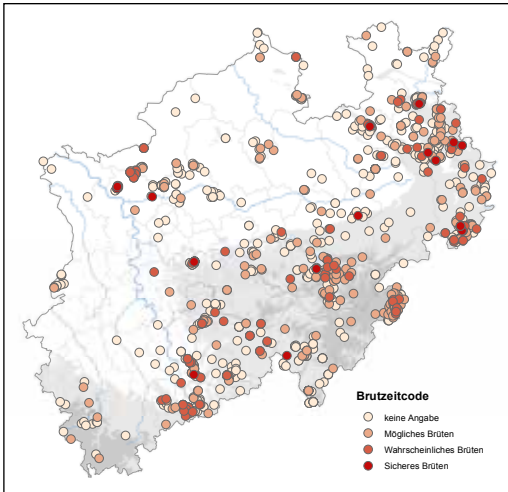 Brutzeitcode
keine Angabe
Mögliches Brüten
Wahrscheinliches Brüten
Sicheres Brüten